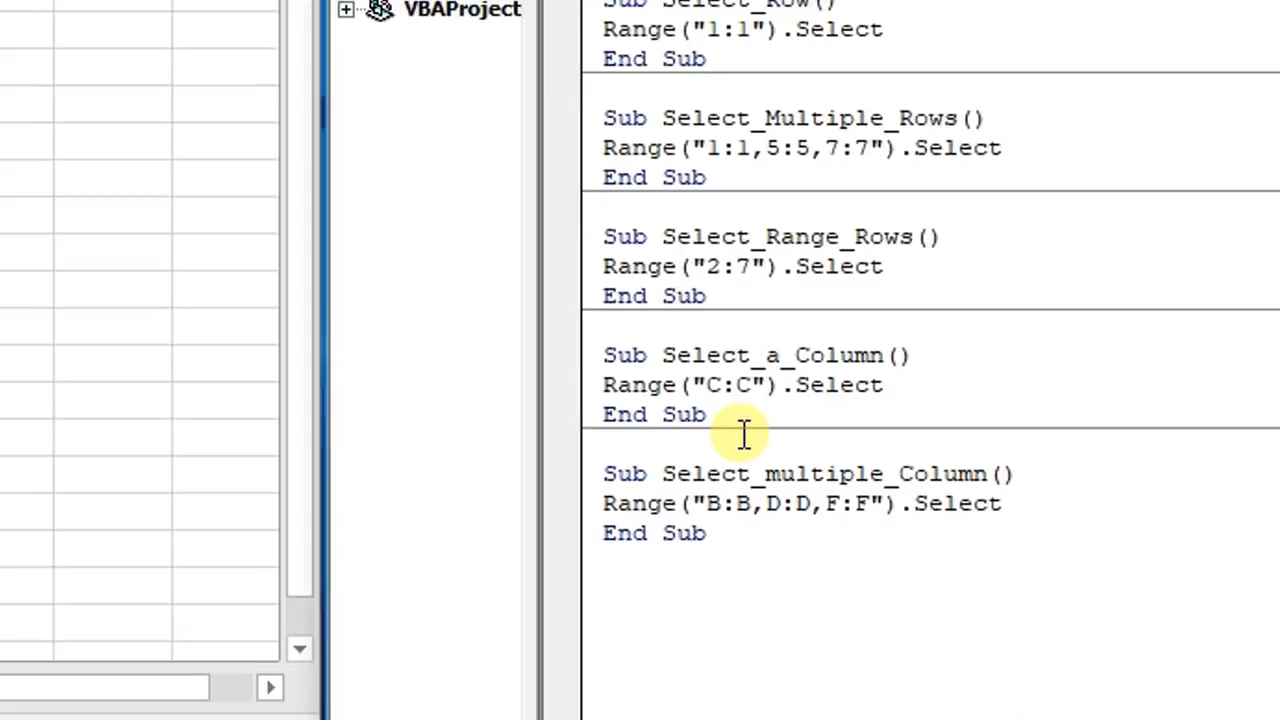 VBAProject
Sub Select_Row()
Range("1:1").Select
End Sub
Sub Select_Multiple_Rows()
Range("1:1,5:5,7:7").Select
End Sub
Sub Select_Range_Rows()
Range("2:7").Select
End Sub
Sub Select_a_Column()
Range("C:C").Select
End Sub
Sub Select_multiple_Column()
Range("B:B,D:D,F:F").Select
End Sub